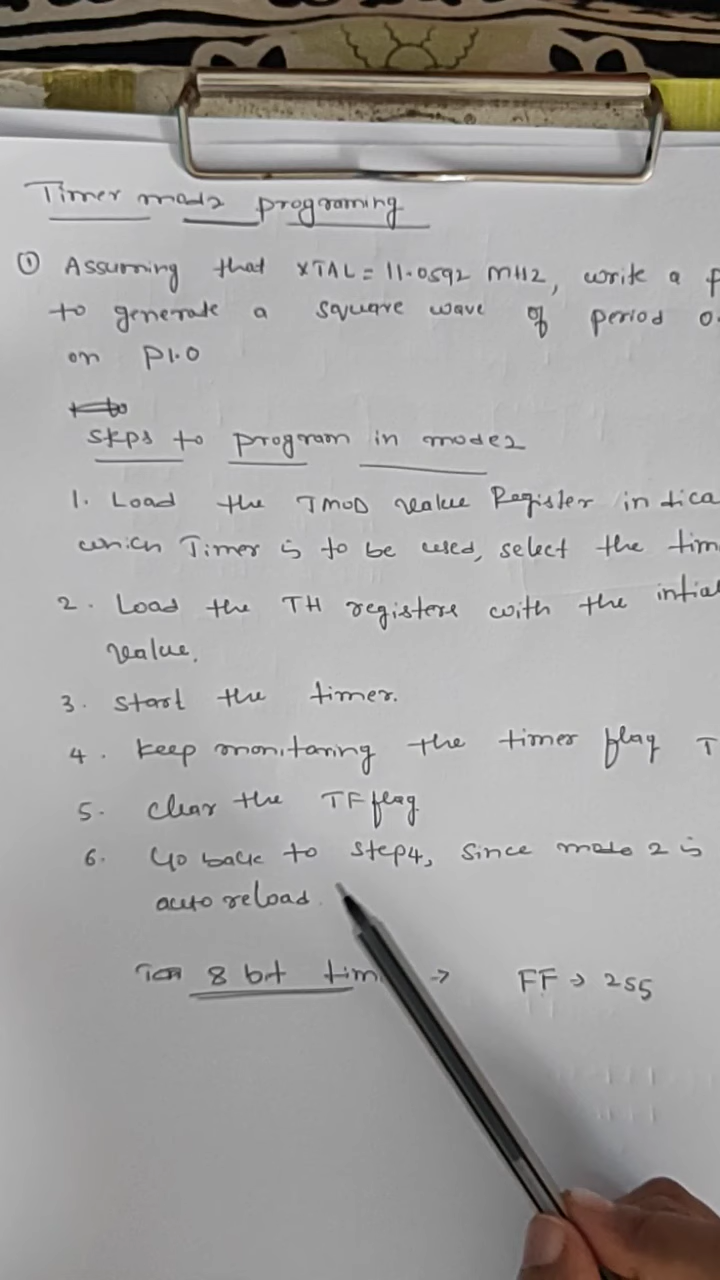 Timer mode2 programing
① Assuming that XTAL = 11.0592 MHZ, write a
to generate a square wave of period
on P1.0
Steps to program in mode2
1. Load the TMOD value Register indica
which Timer is to be used, select the tim
2. Load the TH registers with the intial
value.
3. start the timer.
4. keep monitoring the timer flag T
5. clear the TF flag
6. Go back to step4, since mode 2 is
auto reload.
8 bit tim → FF → 255